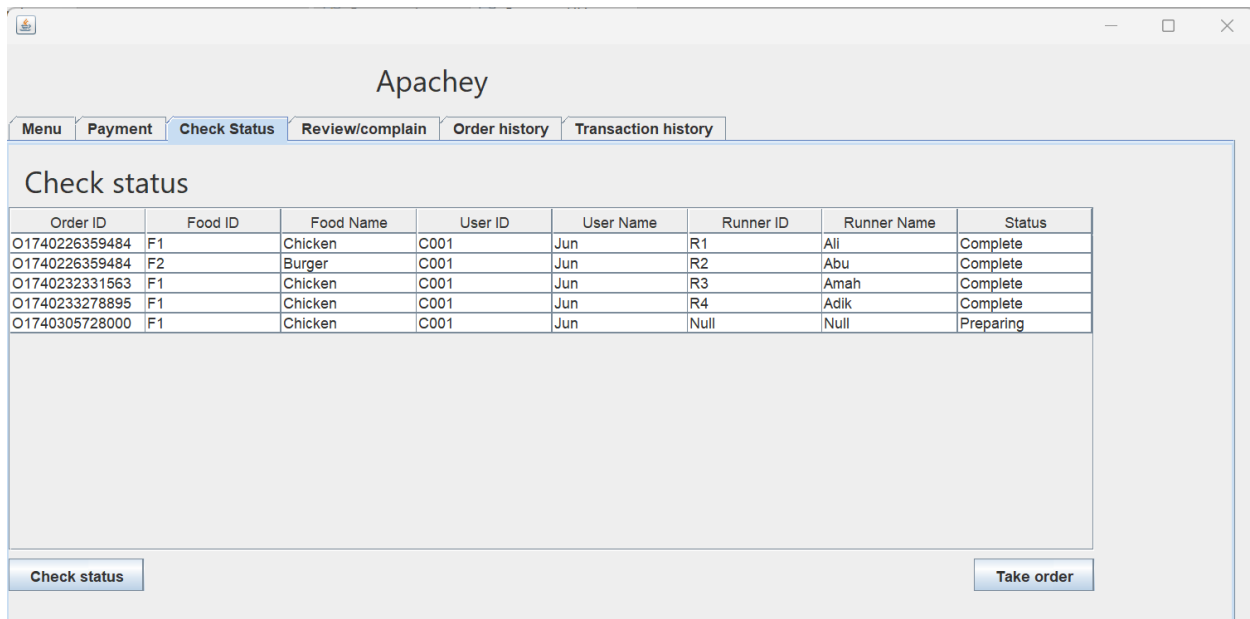 Apachey
Menu Payment Check Status Review/complain Order history Transaction history
Check status
Order ID Food ID Food Name User ID User Name Runner ID Runner Name Status
O1740226359484 F1 Chicken C001 Jun R1 Ali Complete
O1740226359484 F2 Burger C001 Jun R2 Abu Complete
O1740232331563 F1 Chicken C001 Jun R3 Amah Complete
O1740233278895 F1 Chicken C001 Jun R4 Adik Complete
O1740305728000 F1 Chicken C001 Jun Null Null Preparing
Check status Take order